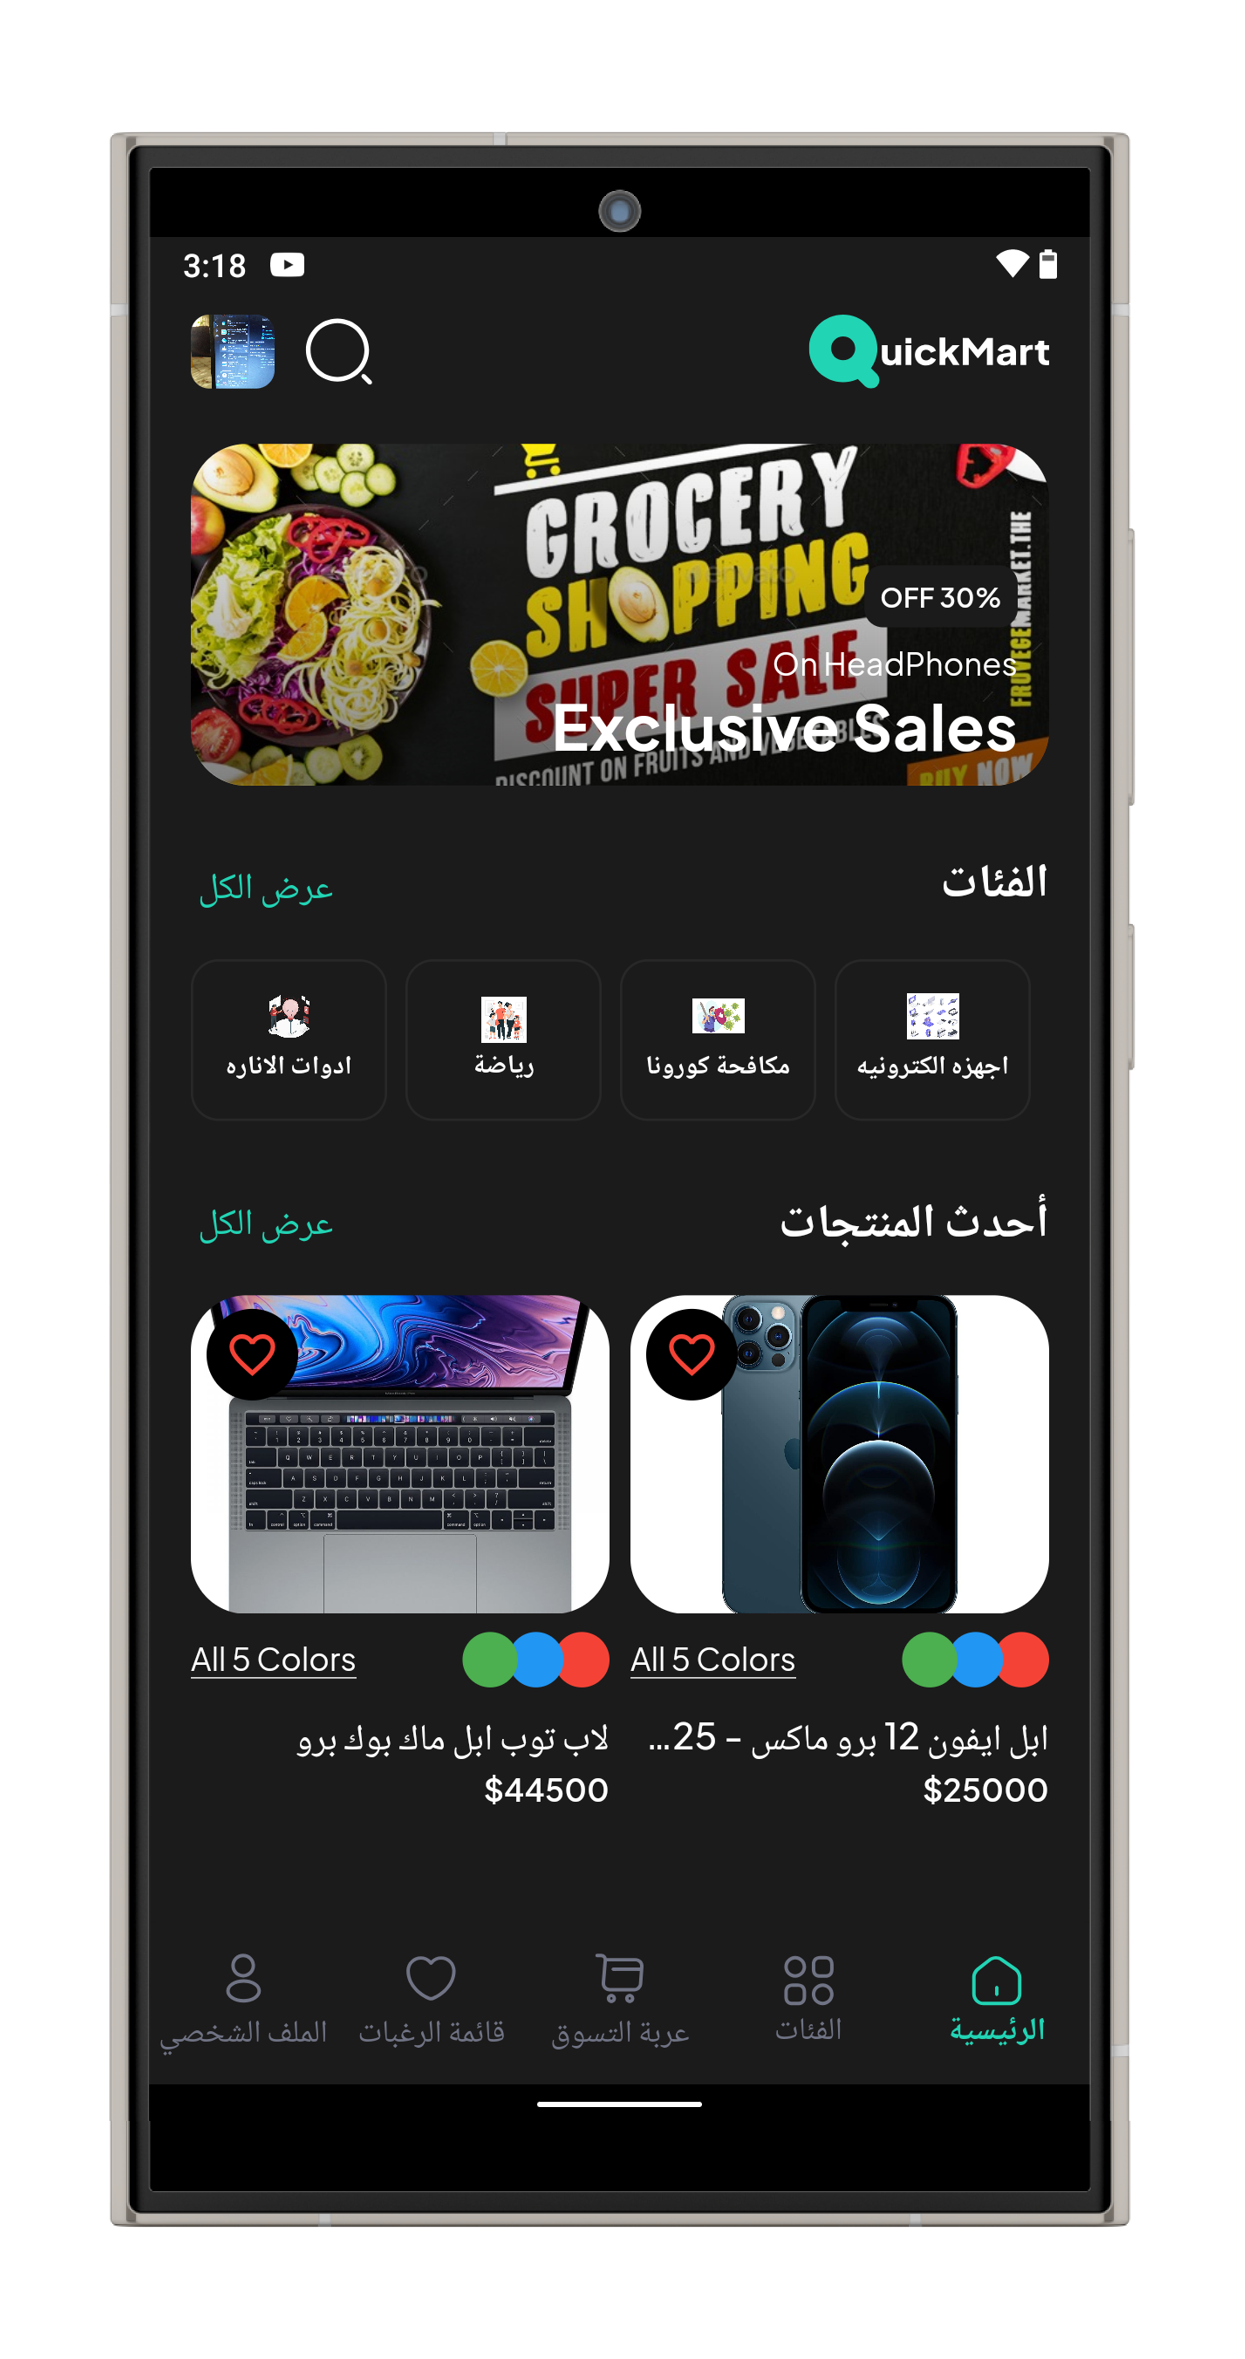 3:18
QuickMart
GROCERY
SHOPPING
SUPER SALE
DISCOUNT ON FRUITS AND VEGETABLES
BUY NOW
FRUVEGEMARKET.THE
OFF 30%
On HeadPhones
Exclusive Sales
الفئات
عرض الكل
اجهزه الكترونيه
مكافحة كورونا
رياضة
ادوات الاناره
أحدث المنتجات
عرض الكل
All 5 Colors
ابل ايفون 12 برو ماكس - 25...
$25000
All 5 Colors
لاب توب ابل ماك بوك برو
$44500
الرئيسية
الفئات
عربة التسوق
قائمة الرغبات
الملف الشخصي